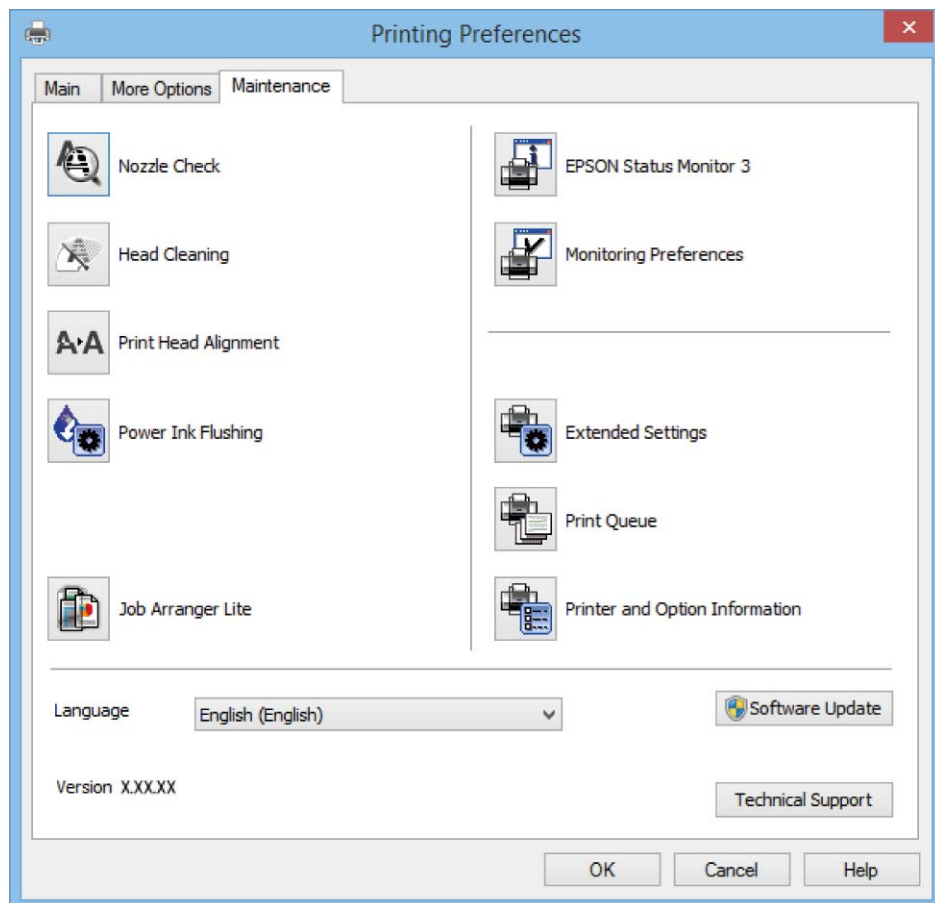 Printing Preferences
Main
More Options
Maintenance
Nozzle Check
Head Cleaning
A·A Print Head Alignment
Power Ink Flushing
Job Arranger Lite
EPSON Status Monitor 3
Monitoring Preferences
Extended Settings
Print Queue
Printer and Option Information
Language
English (English)
Software Update
Version X.XX.XX
Technical Support
OK
Cancel
Help